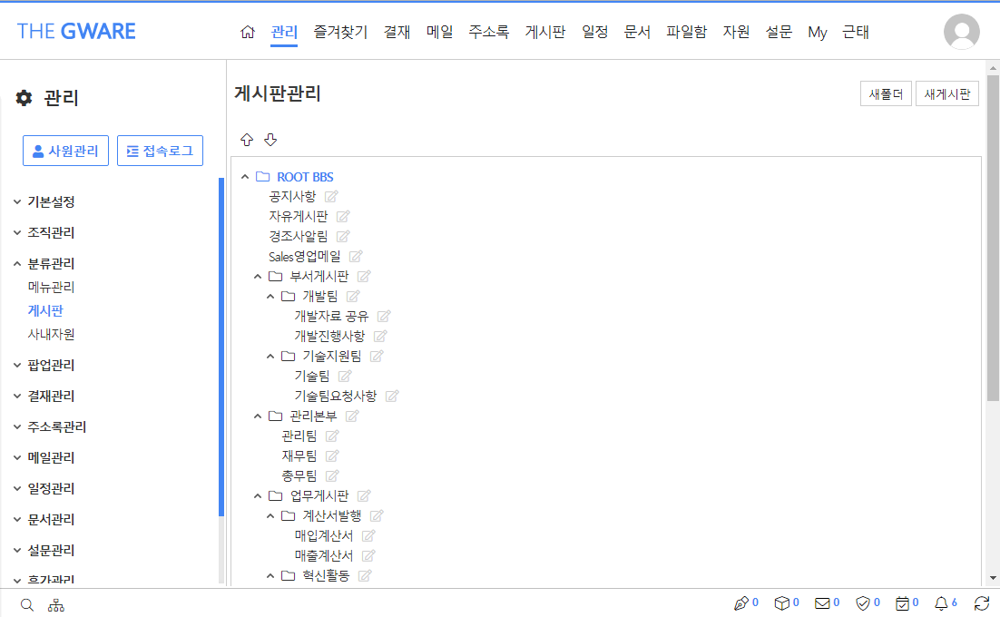 THE GWARE
관리 즐겨찾기 결재 메일 주소록 게시판 일정 문서 파일함 자원 설문 My 근태
관리
사원관리 접속로그
기본설정
조직관리
분류관리
메뉴관리
게시판
사내자원
팝업관리
결재관리
주소록관리
메일관리
일정관리
문서관리
설문관리
휴가관리
게시판관리
새폴더 새게시판
ROOT BBS
공지사항
자유게시판
경조사알림
Sales영업메일
부서게시판
개발팀
개발자료 공유
개발진행사항
기술지원팀
기술팀
기술팀요청사항
관리본부
관리팀
재무팀
총무팀
업무게시판
계산서발행
매입계산서
매출계산서
혁신활동
0 0 0 0 0 6